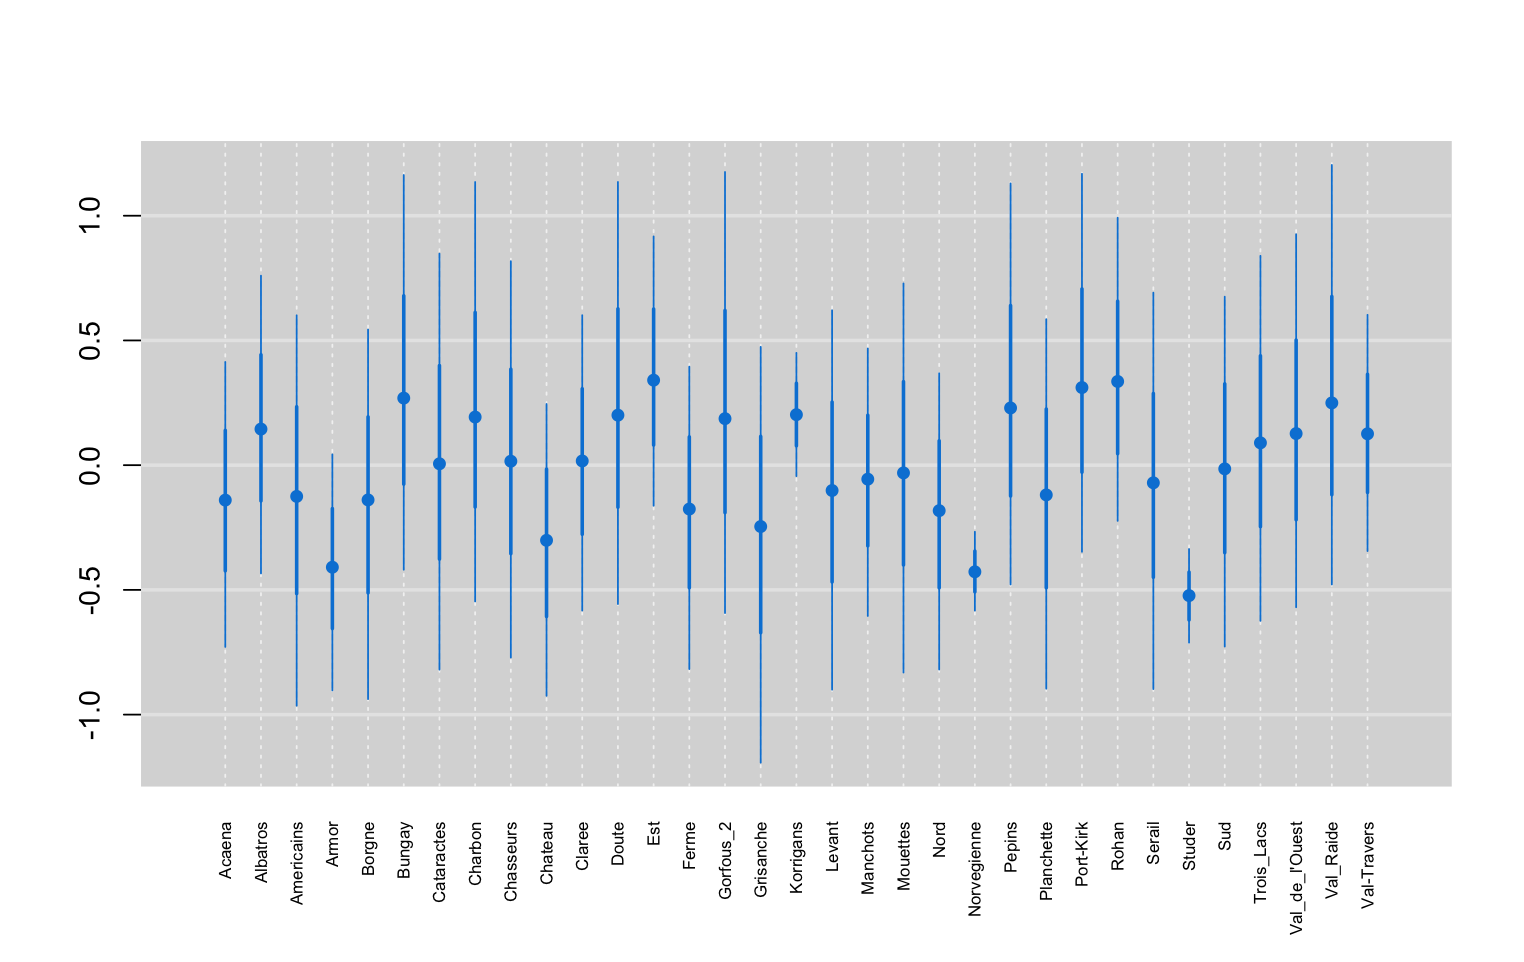 1.0
0.5
0.0
-0.5
-1.0
Acaena
Albatros
Americains
Armor
Borgne
Bungay
Cataractes
Charbon
Chasseurs
Chateau
Claree
Doute
Est
Ferme
Gorfous_2
Grisanche
Korrigans
Levant
Manchots
Mouettes
Nord
Norvegienne
Pepins
Planchette
Port-Kirk
Rohan
Serail
Studer
Sud
Trois_Lacs
Val_de_l'Ouest
Val_Raide
Val-Travers